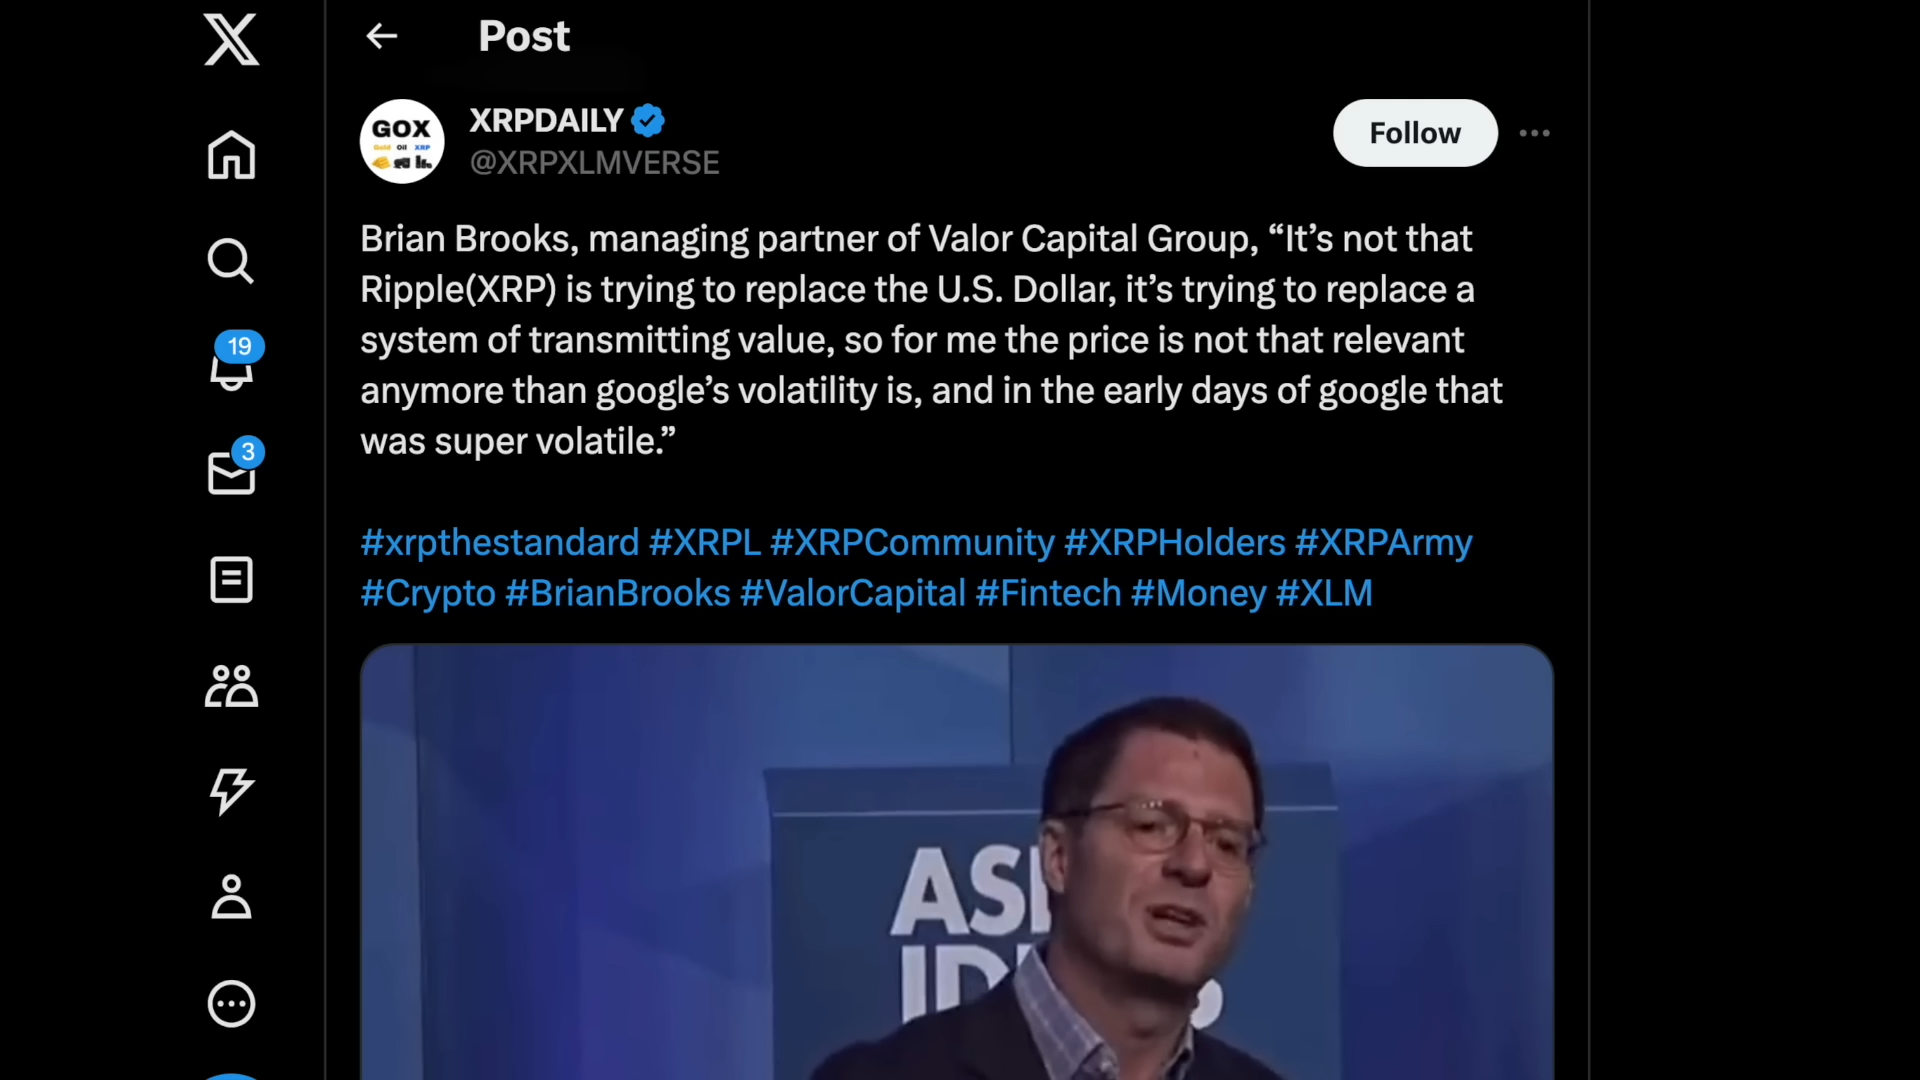 Post
GOX
Gold Oil XRP
XRPDAILY
@XRPXLMVERSE
Follow
Brian Brooks, managing partner of Valor Capital Group, “It’s not that
Ripple(XRP) is trying to replace the U.S. Dollar, it’s trying to replace a
system of transmitting value, so for me the price is not that relevant
anymore than google’s volatility is, and in the early days of google that
was super volatile.”
#xrpthestandard #XRPL #XRPCommunity #XRPHolders #XRPArmy
#Crypto #BrianBrooks #ValorCapital #Fintech #Money #XLM
19
3